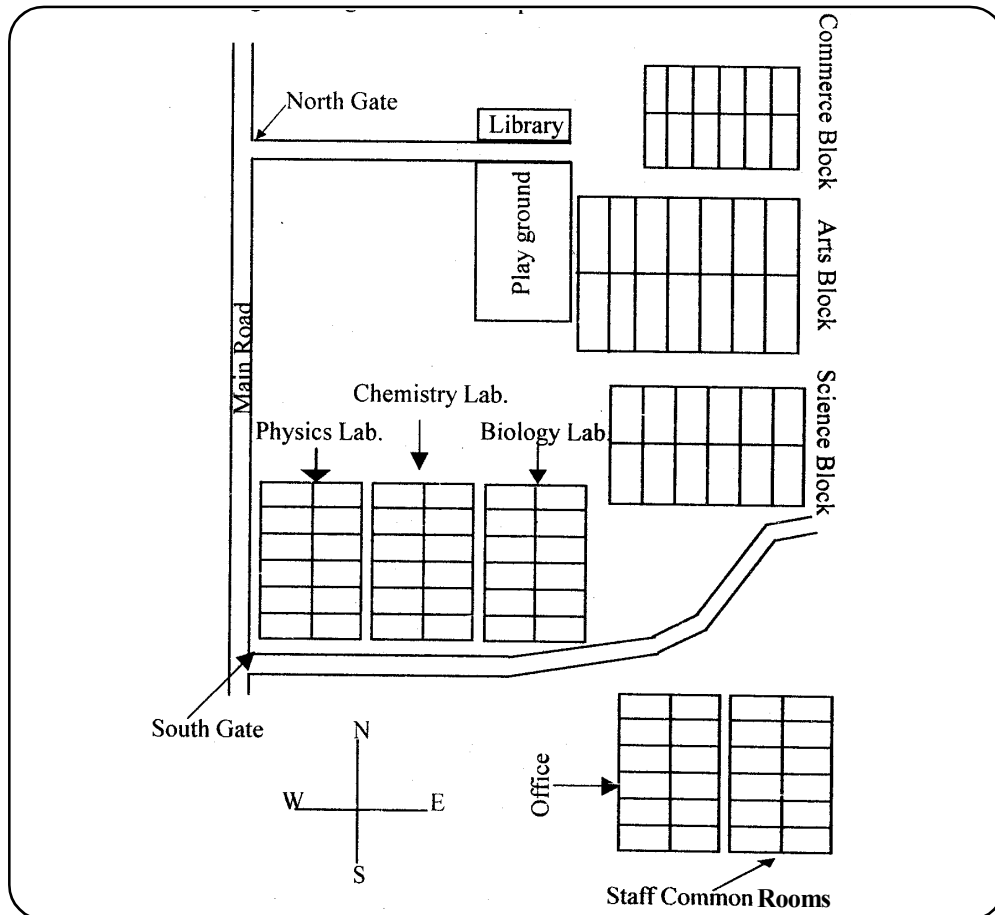 Commerce Block
North Gate
Library
Play ground
Arts Block
Main Road
Chemistry Lab.
Science Block
Physics Lab.
Biology Lab.
South Gate
N
W
E
S
Office
Staff Common Rooms